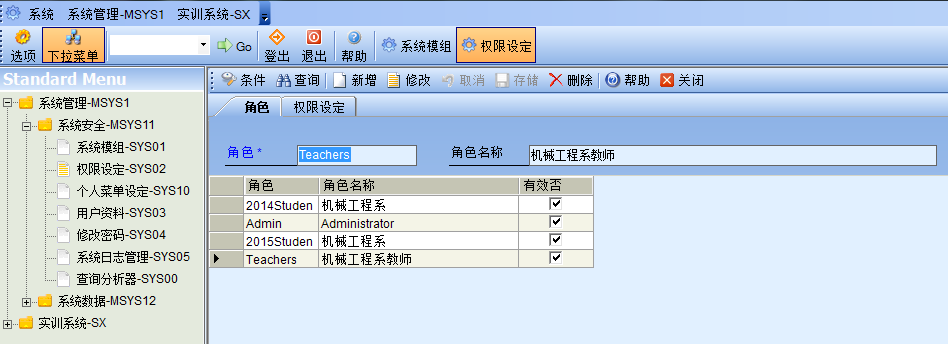 系统 系统管理-MSYS1 实训系统-SX
选项 下拉菜单 Go 登出 退出 帮助 系统模组 权限设定
Standard Menu
系统管理-MSYS1
系统安全-MSYS11
系统模组-SYS01
权限设定-SYS02
个人菜单设定-SYS10
用户资料-SYS03
修改密码-SYS04
系统日志管理-SYS05
查询分析器-SYS00
系统数据-MSYS12
实训系统-SX
条件 查询 新增 修改 取消 存储 删除 帮助 关闭
角色 权限设定
角色* Teachers 角色名称 机械工程系教师
角色 角色名称 有效否
2014Studen 机械工程系
Admin Administrator
2015Studen 机械工程系
Teachers 机械工程系教师